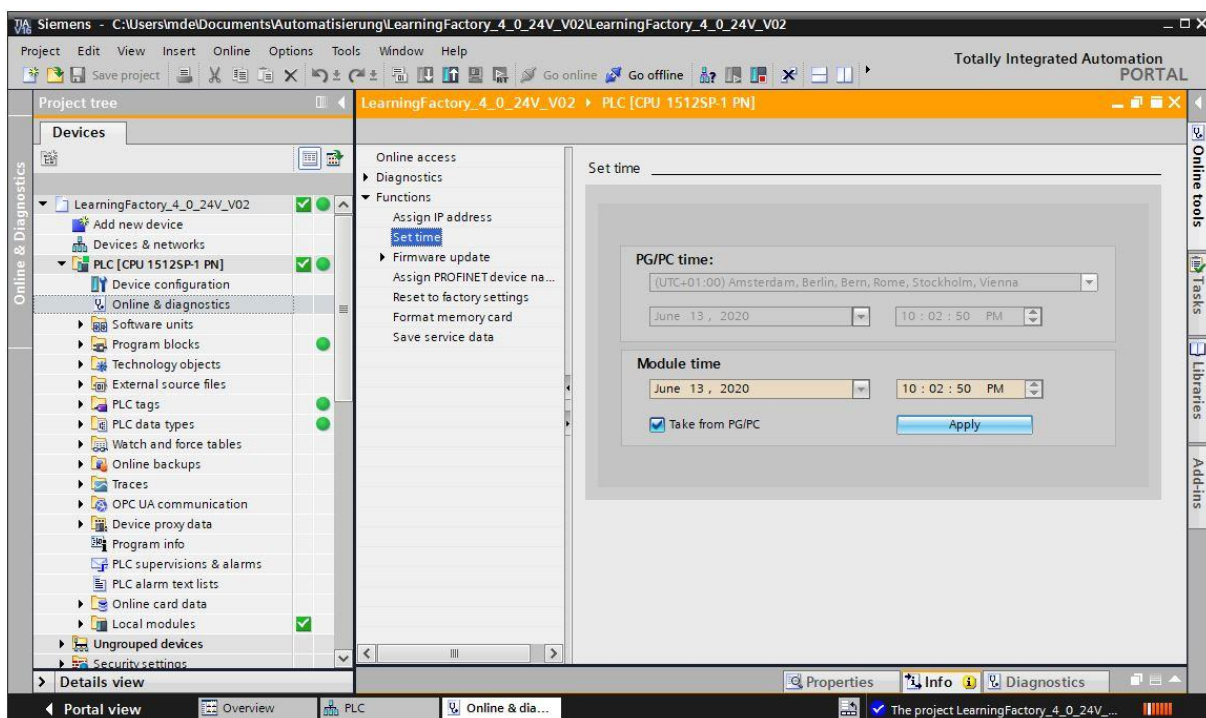 Siemens - C:\Users\mde\Documents\Automatisierung\LearningFactory_4_0_24V_V02\LearningFactory_4_0_24V_V02
Project Edit View Insert Online Options Tools Window Help
Save project Go online Go offline
Totally Integrated Automation
PORTAL
Project tree
Devices
LearningFactory_4_0_24V_V02
Add new device
Devices & networks
PLC [CPU 1512SP-1 PN]
Device configuration
Online & diagnostics
Software units
Program blocks
Technology objects
External source files
PLC tags
PLC data types
Watch and force tables
Online backups
Traces
OPC UA communication
Device proxy data
Program info
PLC supervisions & alarms
PLC alarm text lists
Online card data
Local modules
Ungrouped devices
Security settings
Details view
Online & Diagnostics
LearningFactory_4_0_24V_V02 PLC [CPU 1512SP-1 PN]
Online access
Diagnostics
Functions
Assign IP address
Set time
Firmware update
Assign PROFINET device na...
Reset to factory settings
Format memory card
Save service data
Set time
PG/PC time:
(UTC+01:00) Amsterdam, Berlin, Bern, Rome, Stockholm, Vienna
June 13 , 2020 10 : 02 : 50 PM
Module time
June 13 , 2020 10 : 02 : 50 PM
Take from PG/PC Apply
Online tools
Tasks
Libraries
Add-ins
Properties Info Diagnostics
Portal view Overview PLC Online & dia... The project LearningFactory_4_0_24V_...